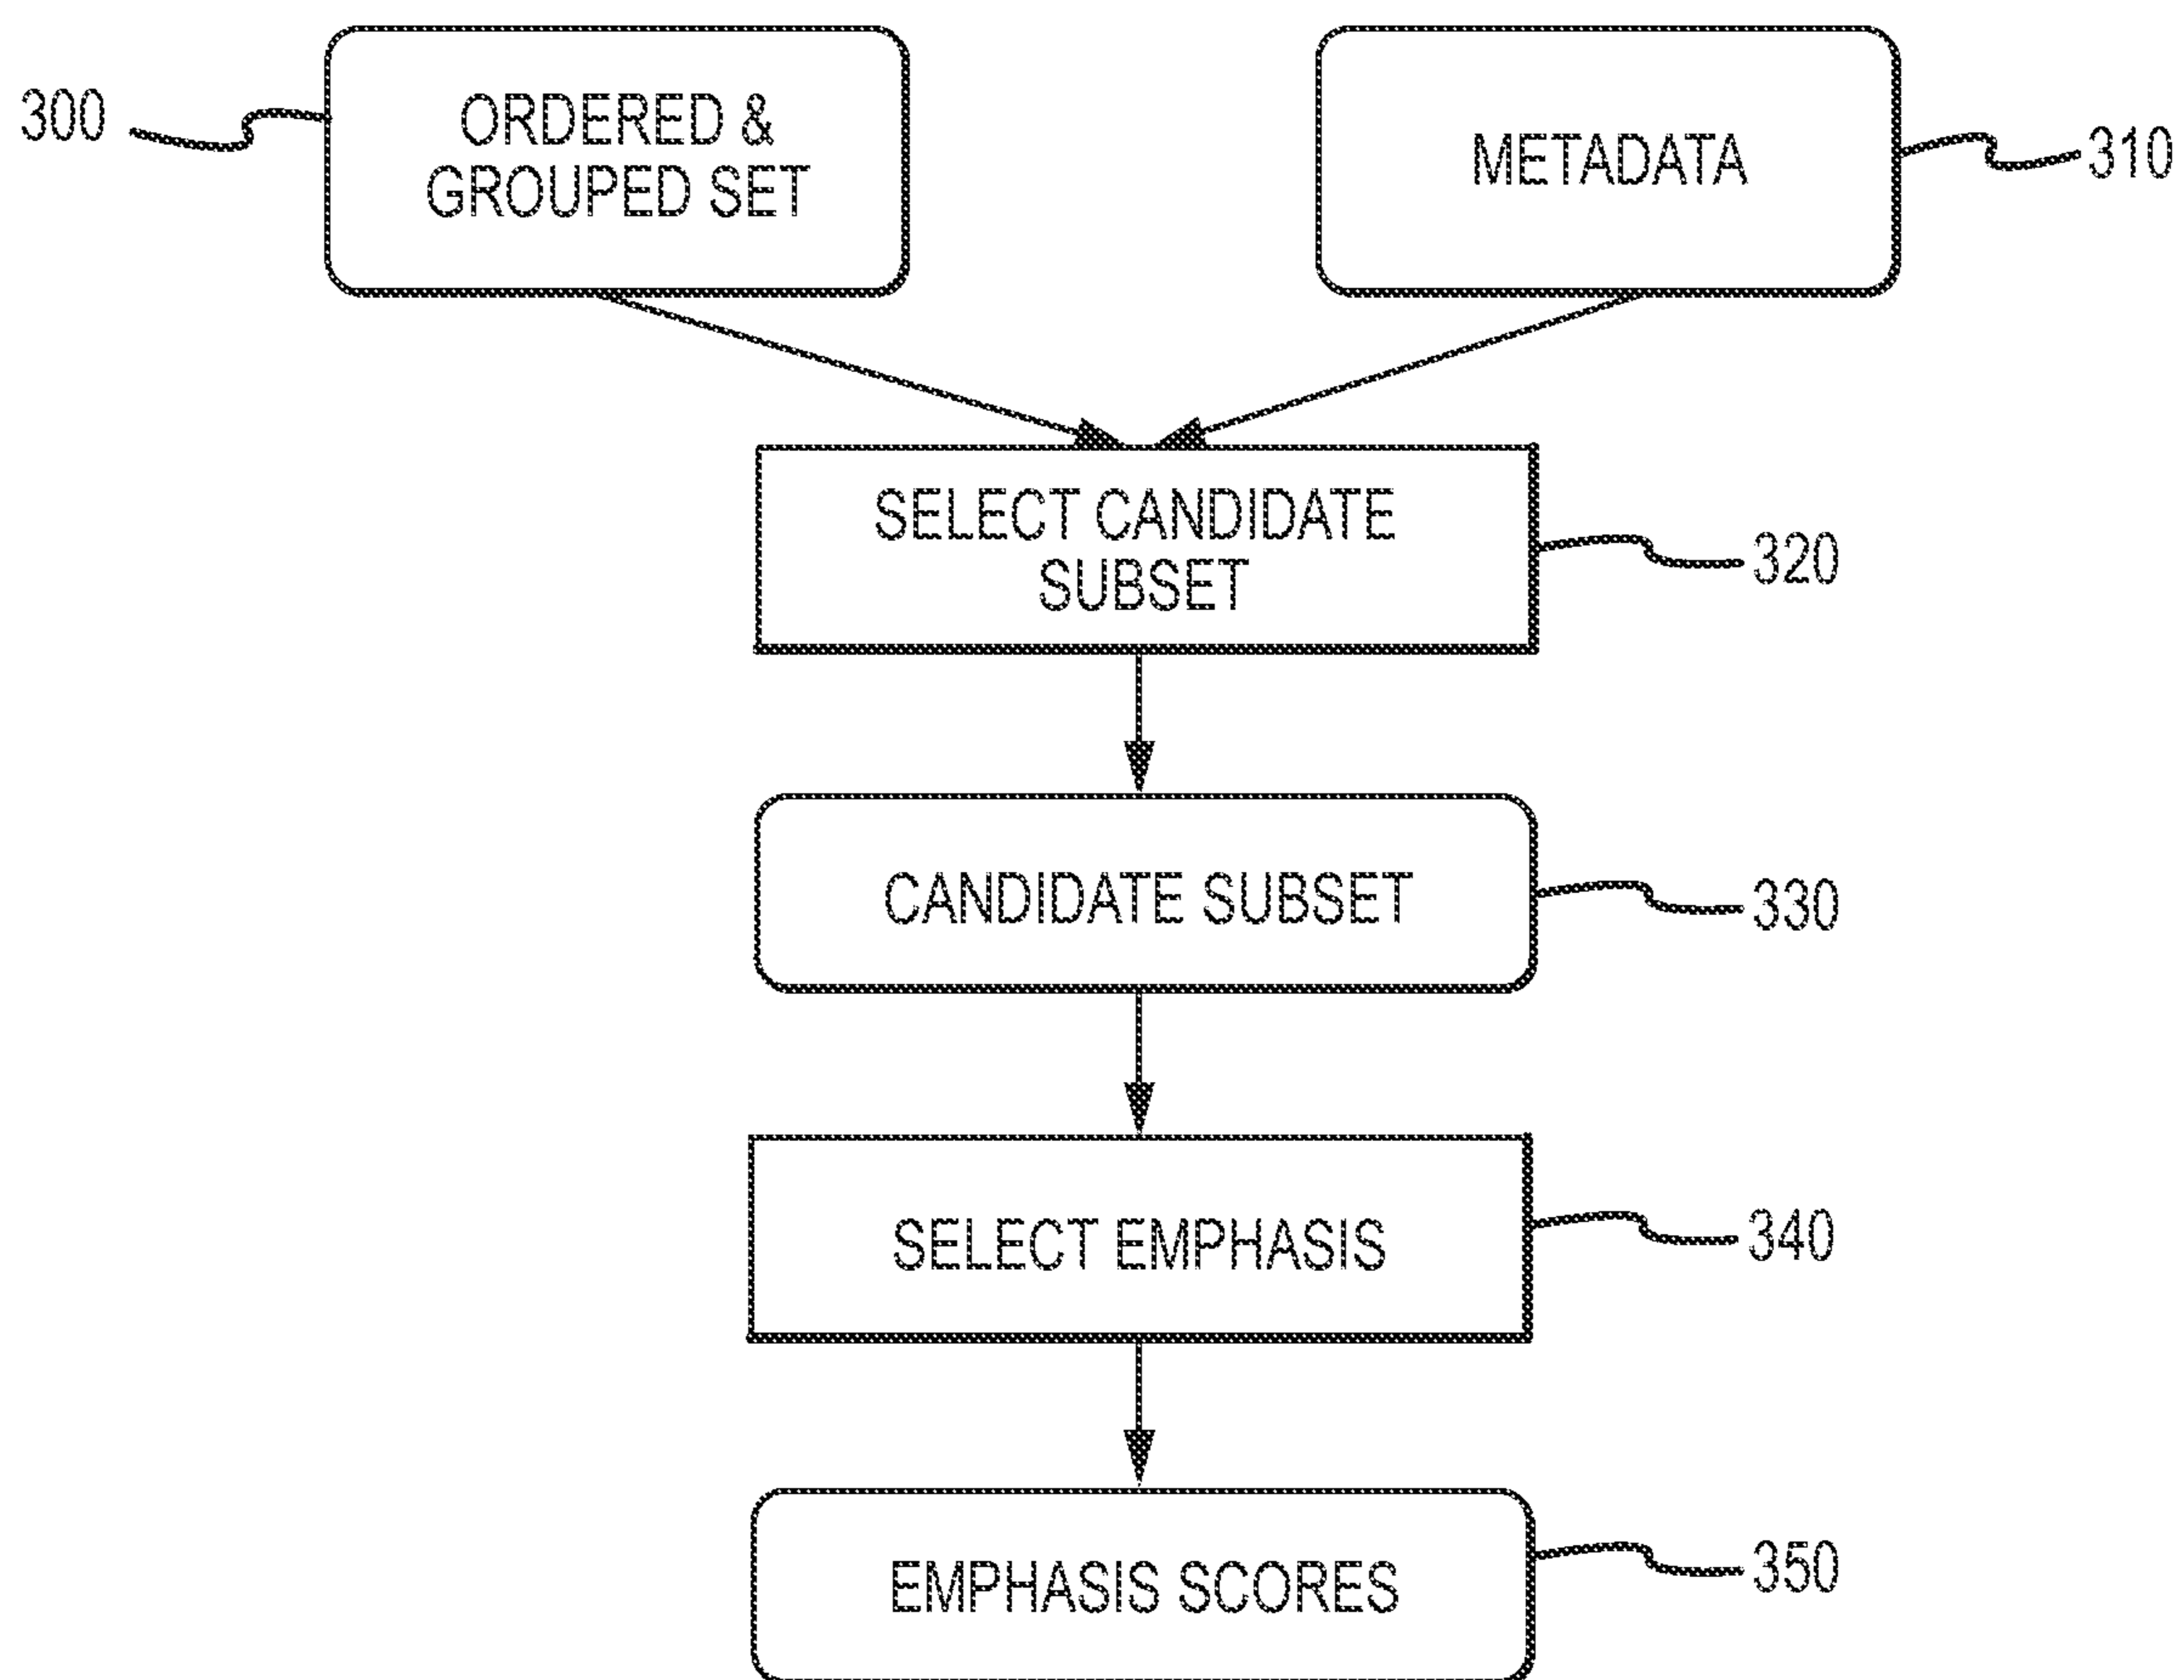 300
ORDERED &
GROUPED SET
METADATA
310
SELECT CANDIDATE
SUBSET
320
CANDIDATE SUBSET
330
SELECT EMPHASIS
340
EMPHASIS SCORES
350